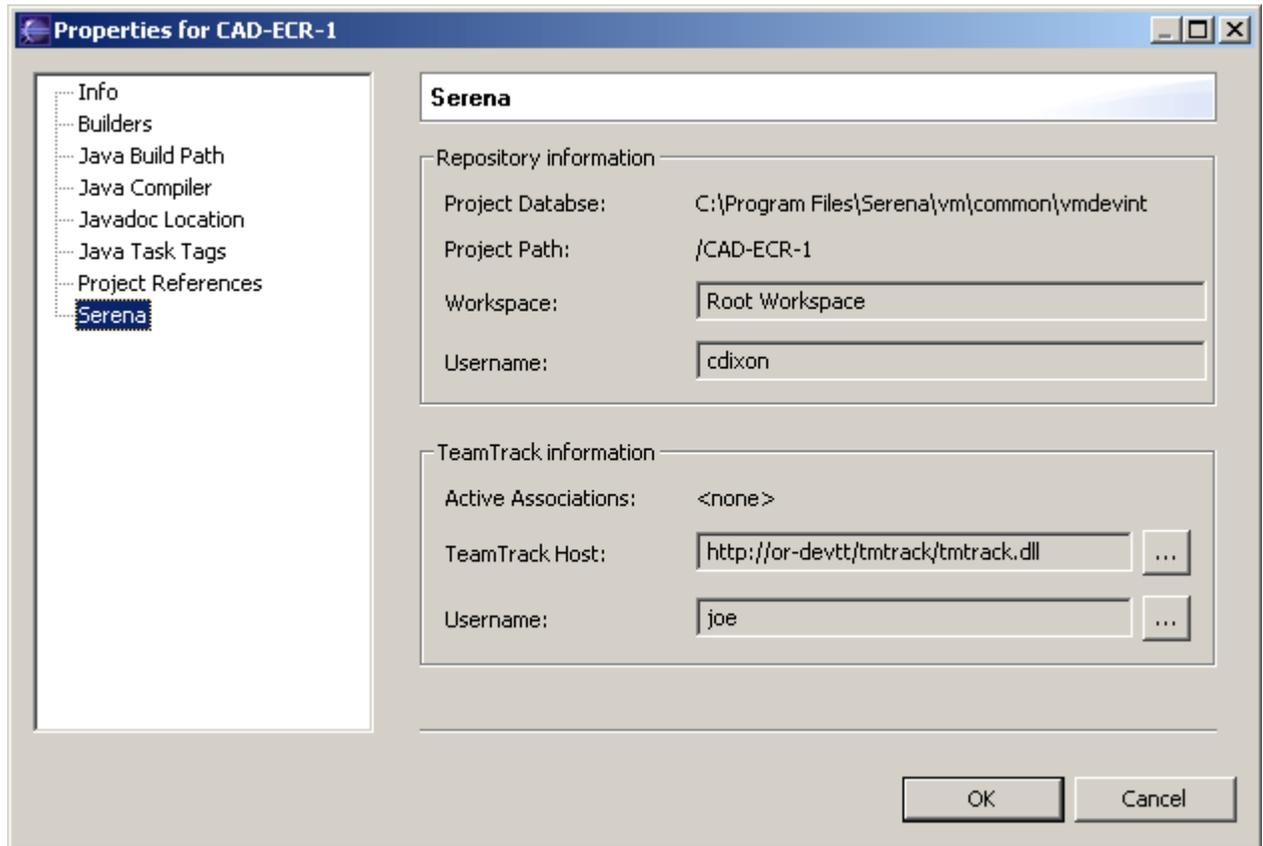 Properties for CAD-ECR-1
Info
Builders
Java Build Path
Java Compiler
Javadoc Location
Java Task Tags
Project References
Serena
Serena
Repository information
Project Databse: C:\Program Files\Serena\vm\common\vmdevint
Project Path: /CAD-ECR-1
Workspace: Root Workspace
Username: cdixon
TeamTrack information
Active Associations: <none>
TeamTrack Host: http://or-devtt/tmtrack/tmtrack.dll ...
Username: joe ...
OK Cancel